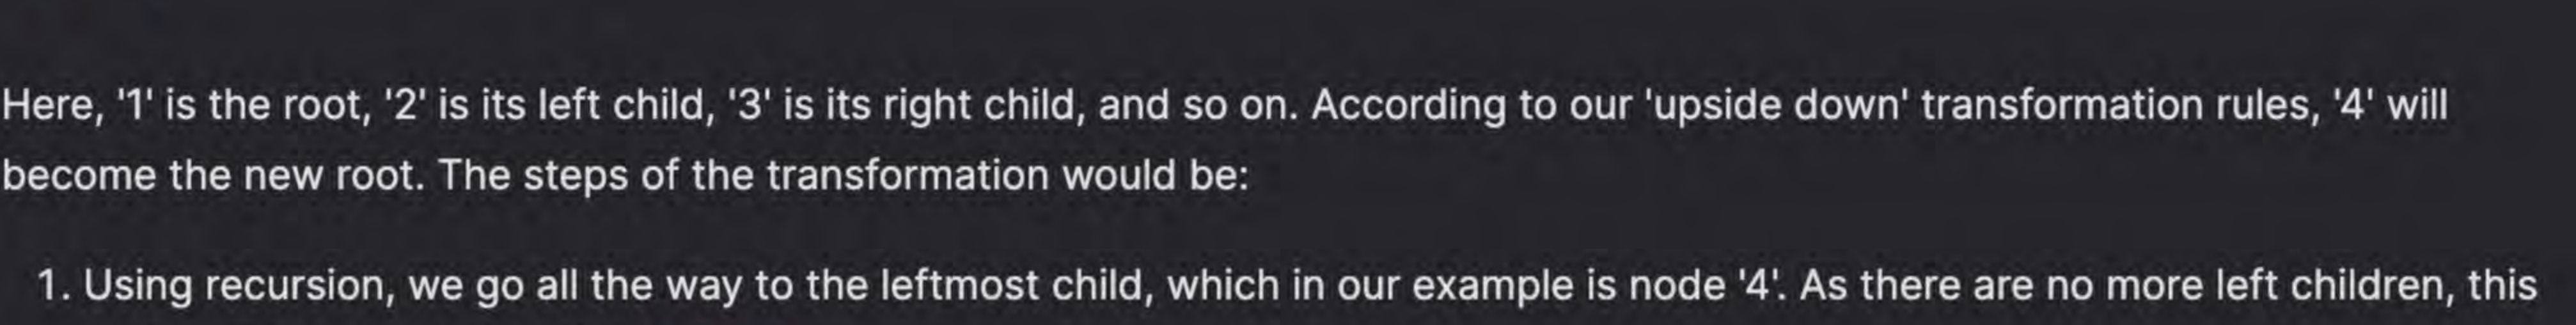 Here, '1' is the root, '2' is its left child, '3' is its right child, and so on. According to our 'upside down' transformation rules, '4' will
become the new root. The steps of the transformation would be:
1. Using recursion, we go all the way to the leftmost child, which in our example is node '4'. As there are no more left children, this